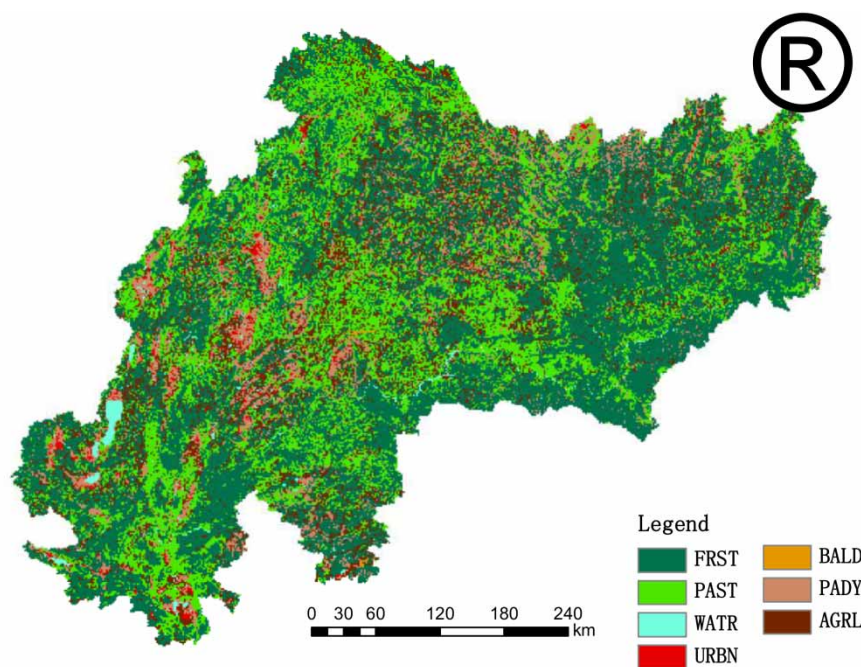 ®
Legend
FRST
PAST
WATR
URBN
BALD
PADY
AGRL
0 30 60 120 180 240
km